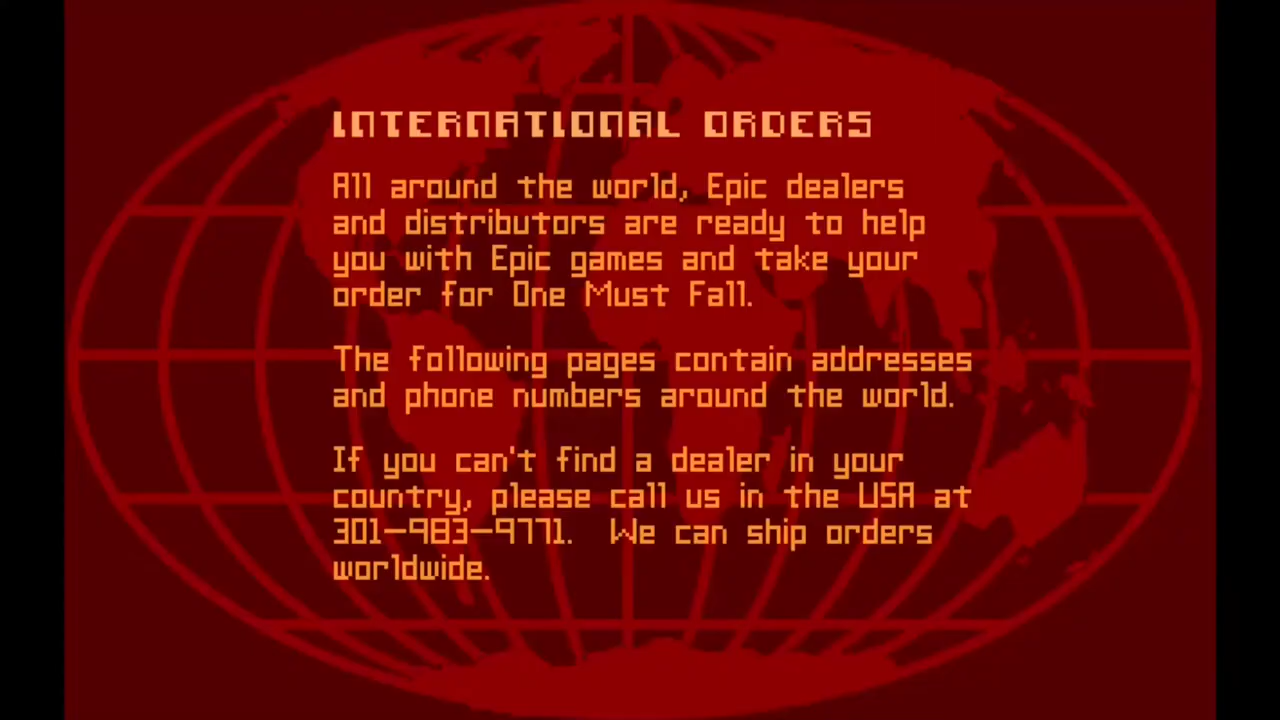 INTERNATIONAL ORDERS
All around the world, Epic dealers
and distributors are ready to help
you with Epic games and take your
order for One Must Fall.
The following pages contain addresses
and phone numbers around the world.
If you can't find a dealer in your
country, please call us in the USA at
301-983-9771.  We can ship orders
worldwide.